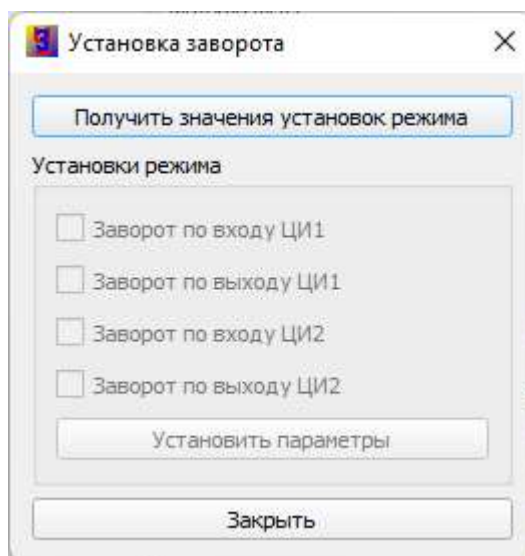 Установка заворота
Получить значения установок режима
Установки режима
Заворот по входу ЦИ1
Заворот по выходу ЦИ1
Заворот по входу ЦИ2
Заворот по выходу ЦИ2
Установить параметры
Закрыть